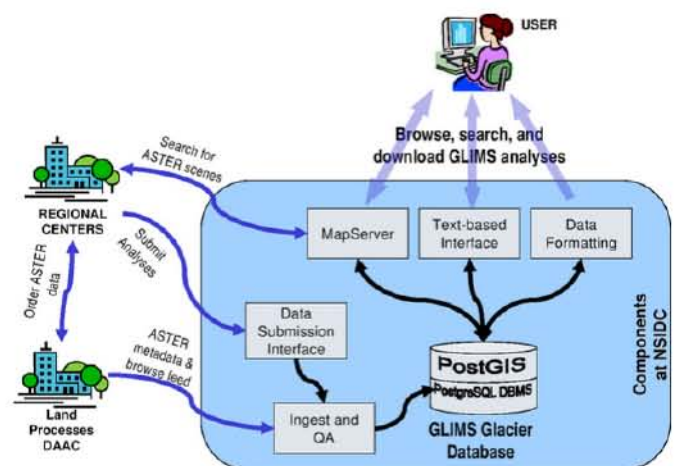 USER
Browse, search, and
download GLIMS analyses
Search for
ASTER scenes
REGIONAL
CENTERS
MapServer
Text-based
Interface
Data
Formatting
Submit
Analyses
Order ASTER
data
Data
Submission
Interface
Components
at NSIDC
ASTER
metadata &
browse feed
PostGIS
PostgreSQL DBMS
Land
Processes
DAAC
Ingest and
QA
GLIMS Glacier
Database